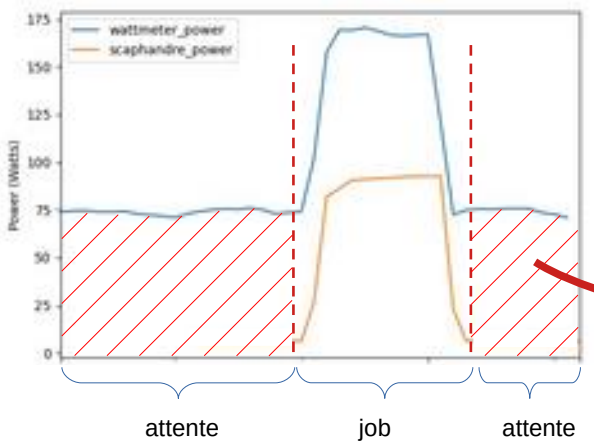 175
wattmeter_power
scaphandre_power
150
125
100
75
50
25
0
Power (Watts)
attente
job
attente